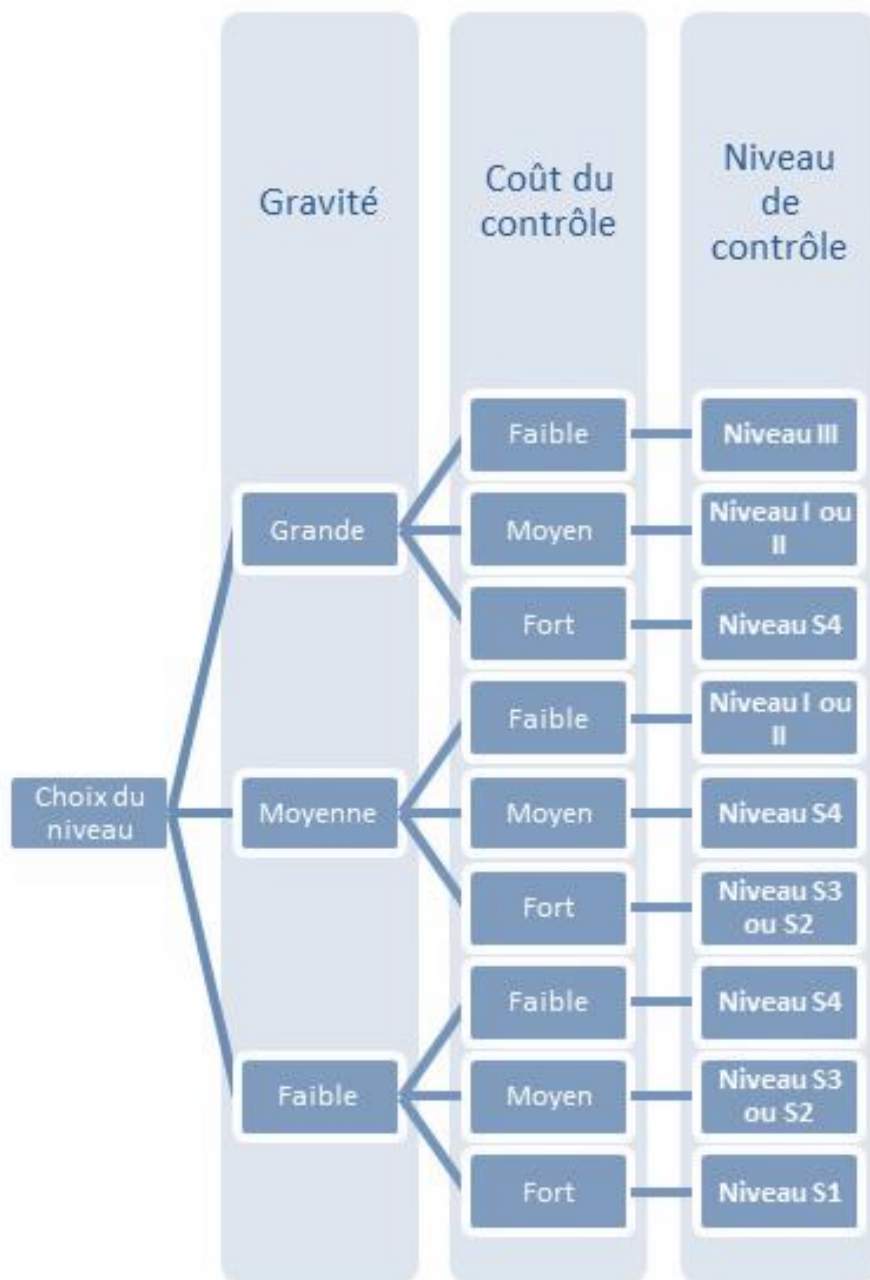 Gravité
Coût du
contrôle
Niveau
de
contrôle
Choix du
niveau
Grande
Faible
Niveau III
Moyen
Niveau I ou
II
Fort
Niveau S4
Moyenne
Faible
Niveau I ou
II
Moyen
Niveau S4
Fort
Niveau S3
ou S2
Faible
Faible
Niveau S4
Moyen
Niveau S3
ou S2
Fort
Niveau S1